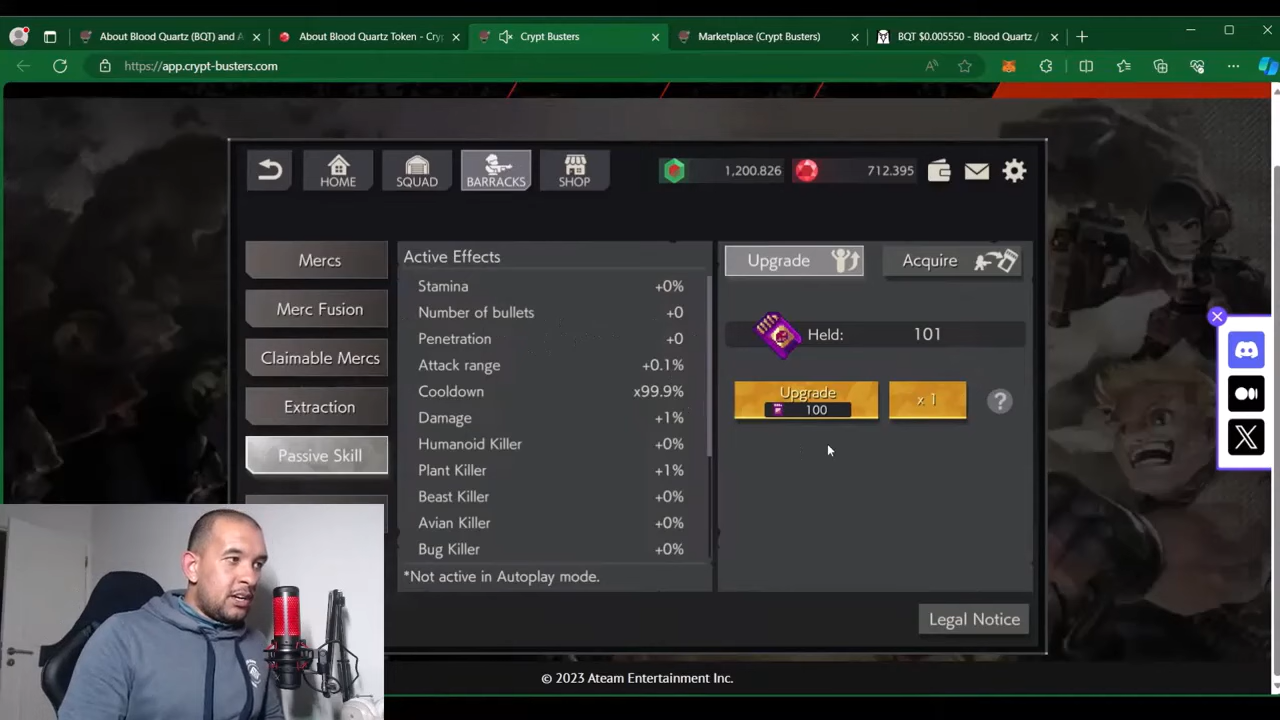 About Blood Quartz (BQT) and A
About Blood Quartz Token - Cryp
Crypt Busters
Marketplace (Crypt Busters)
BQT $0.005550 - Blood Quartz /
https://app.crypt-busters.com
HOME
SQUAD
BARRACKS
SHOP
1,200.826
712.395
Mercs
Merc Fusion
Claimable Mercs
Extraction
Passive Skill
Active Effects
Stamina +0%
Number of bullets +0
Penetration +0
Attack range +0.1%
Cooldown x99.9%
Damage +1%
Humanoid Killer +0%
Plant Killer +1%
Beast Killer +0%
Avian Killer +0%
Bug Killer +0%
*Not active in Autoplay mode.
Upgrade
Acquire
Held: 101
Upgrade
100
x 1
?
Legal Notice
© 2023 Ateam Entertainment Inc.